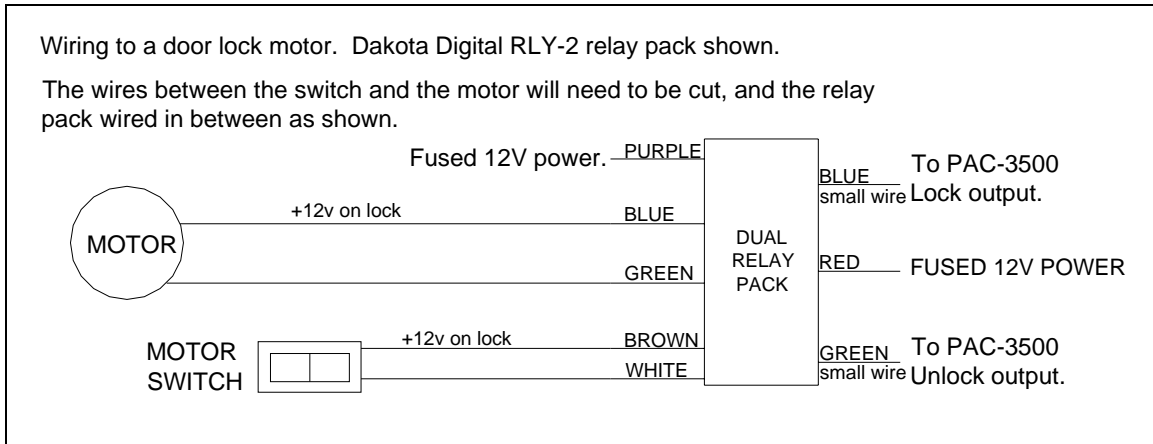 Wiring to a door lock motor. Dakota Digital RLY-2 relay pack shown.
The wires between the switch and the motor will need to be cut, and the relay
pack wired in between as shown.
Fused 12V power.
PURPLE
BLUE
small wire
To PAC-3500
Lock output.
+12v on lock
BLUE
MOTOR
DUAL
RELAY
PACK
GREEN
RED
FUSED 12V POWER
MOTOR
SWITCH
+12v on lock
BROWN
WHITE
GREEN
small wire
To PAC-3500
Unlock output.